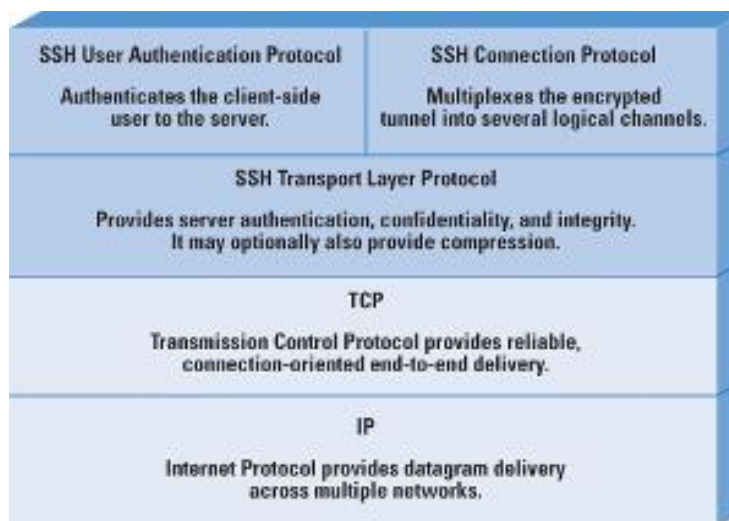 SSH User Authentication Protocol
Authenticates the client-side
user to the server.
SSH Connection Protocol
Multiplexes the encrypted
tunnel into several logical channels.
SSH Transport Layer Protocol
Provides server authentication, confidentiality, and integrity.
It may optionally also provide compression.
TCP
Transmission Control Protocol provides reliable,
connection-oriented end-to-end delivery.
IP
Internet Protocol provides datagram delivery
across multiple networks.